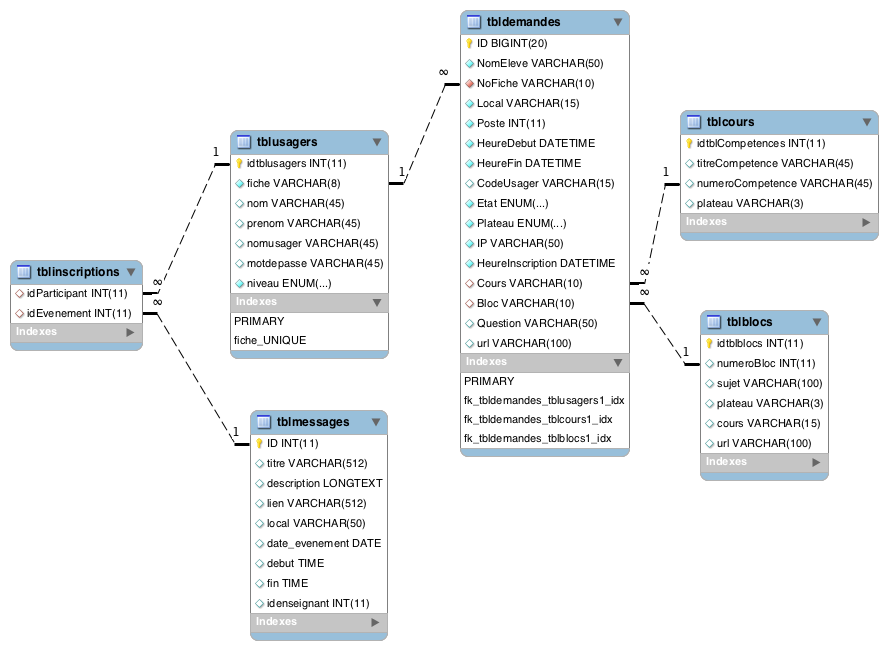 tblinscriptions
idParticipant INT(11)
idEvenement INT(11)
Indexes
1
∞
∞
1
tblusagers
idtblusagers INT(11)
fiche VARCHAR(8)
nom VARCHAR(45)
prenom VARCHAR(45)
nomusager VARCHAR(45)
motdepasse VARCHAR(45)
niveau ENUM(...)
Indexes
PRIMARY
fiche_UNIQUE
tblmessages
ID INT(11)
titre VARCHAR(512)
description LONGTEXT
lien VARCHAR(512)
local VARCHAR(50)
date_evenement DATE
debut TIME
fin TIME
idenseignant INT(11)
Indexes
∞
1
tbldemandes
ID BIGINT(20)
NomEleve VARCHAR(50)
NoFiche VARCHAR(10)
Local VARCHAR(15)
Poste INT(11)
HeureDebut DATETIME
HeureFin DATETIME
CodeUsager VARCHAR(15)
Etat ENUM(...)
Plateau ENUM(...)
IP VARCHAR(50)
HeureInscription DATETIME
Cours VARCHAR(10)
Bloc VARCHAR(10)
Question VARCHAR(50)
url VARCHAR(100)
Indexes
PRIMARY
fk_tbldemandes_tblusagers1_idx
fk_tbldemandes_tblcours1_idx
fk_tbldemandes_tblblocs1_idx
1
∞
∞
1
tblcours
idtblCompetences INT(11)
titreCompetence VARCHAR(45)
numeroCompetence VARCHAR(45)
plateau VARCHAR(3)
Indexes
tblblocs
idtblblocs INT(11)
numeroBloc INT(11)
sujet VARCHAR(100)
plateau VARCHAR(3)
cours VARCHAR(15)
url VARCHAR(100)
Indexes